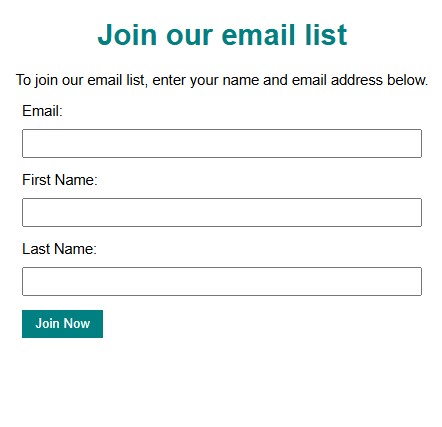 Join our email list
To join our email list, enter your name and email address below.
Email:
First Name:
Last Name:
Join Now